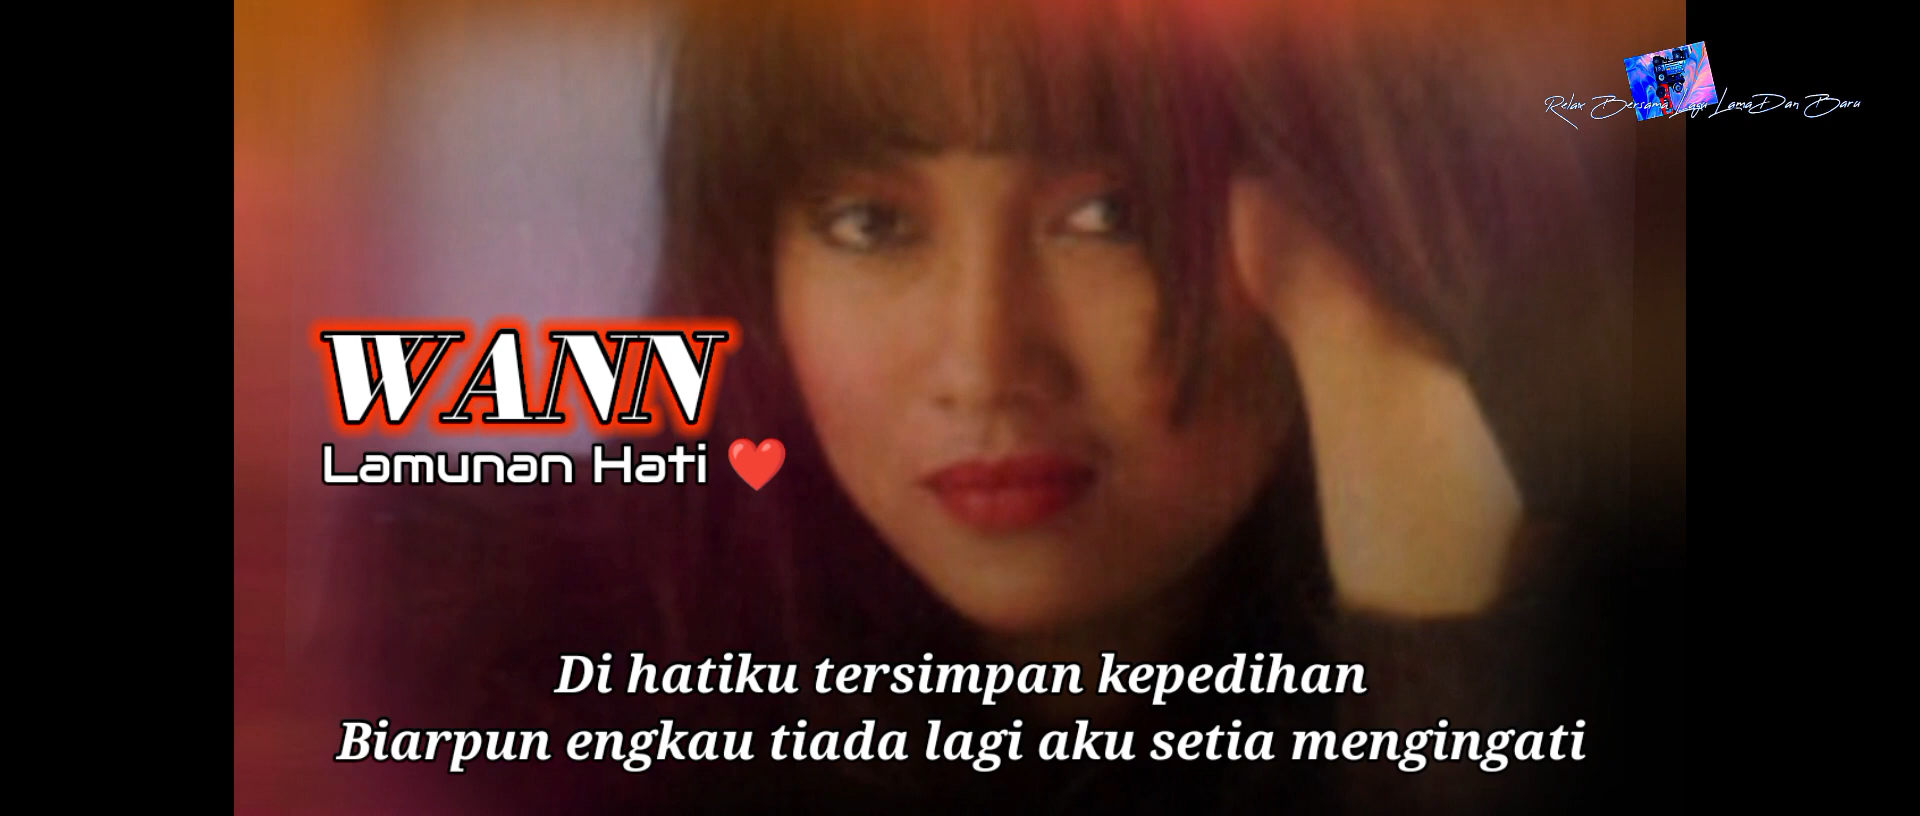 Relax Bersama Lagu Lama Dan Baru
WANN
Lamunan Hati ❤️
Di hatiku tersimpan kepedihan
Biarpun engkau tiada lagi aku setia mengingati